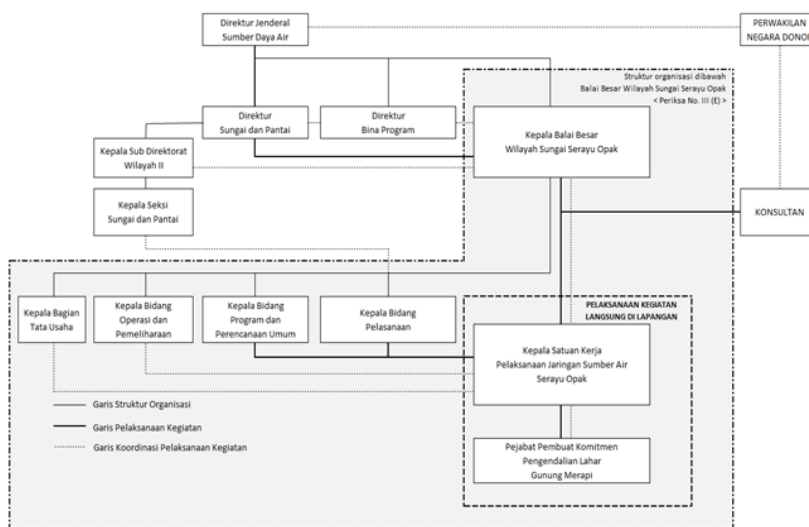 Direktur Jenderal
Sumber Daya Air
PERWAKILAN
NEGARA DONOR
Struktur organisasi dibawah
Balai Besar Wilayah Sungai Serayu Opak
< Periksa No. III (E) >
Direktur
Sungai dan Pantai
Direktur
Bina Program
Kepala Balai Besar
Wilayah Sungai Serayu Opak
Kepala Sub Direktorat
Wilayah II
Kepala Seksi
Sungai dan Pantai
KONSULTAN
Kepala Bagian
Tata Usaha
Kepala Bidang
Operasi dan
Pemeliharaan
Kepala Bidang
Program dan
Perencanaan Umum
Kepala Bidang
Pelasanaan
PELAKSANAAN KEGIATAN
LANGSUNG DI LAPANGAN
Kepala Satuan Kerja
Pelaksanaan Jaringan Sumber Air
Serayu Opak
Garis Struktur Organisasi
Garis Pelaksanaan Kegiatan
Garis Koordinasi Pelaksanaan Kegiatan
Pejabat Pembuat Komitmen
Pengendalian Lahar
Gunung Merapi